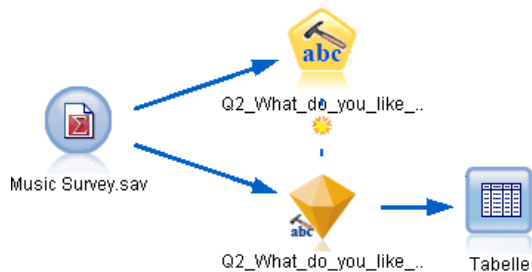 abc
Q2_What_do_you_like_..
Music Survey.sav
abc
Q2_What_do_you_like_..
Tabelle